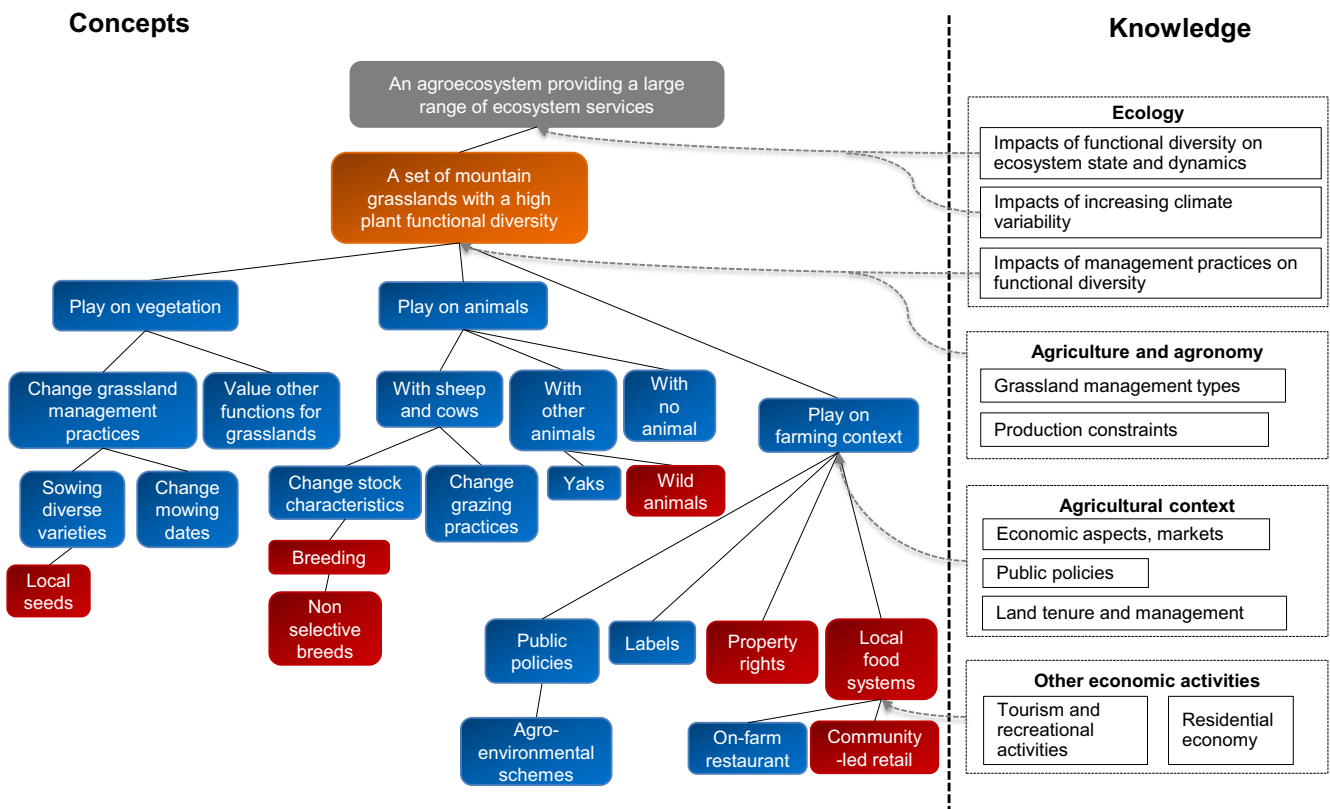 Concepts
Knowledge
An agroecosystem providing a large
range of ecosystem services
A set of mountain
grasslands with a high
plant functional diversity
Play on vegetation
Play on animals
Change grassland
management
practices
Value other
functions for
grasslands
With sheep
and cows
With
other
animals
With
no
animal
Play on
farming context
Sowing
diverse
varieties
Change
mowing
dates
Change stock
characteristics
Change
grazing
practices
Yaks
Wild
animals
Local
seeds
Breeding
Non
selective
breeds
Public
policies
Labels
Property
rights
Local
food
systems
Agro-
environmental
schemes
On-farm
restaurant
Community
-led retail
Ecology
Impacts of functional diversity on
ecosystem state and dynamics
Impacts of increasing climate
variability
Impacts of management practices on
functional diversity
Agriculture and agronomy
Grassland management types
Production constraints
Agricultural context
Economic aspects, markets
Public policies
Land tenure and management
Other economic activities
Tourism and
recreational
activities
Residential
economy